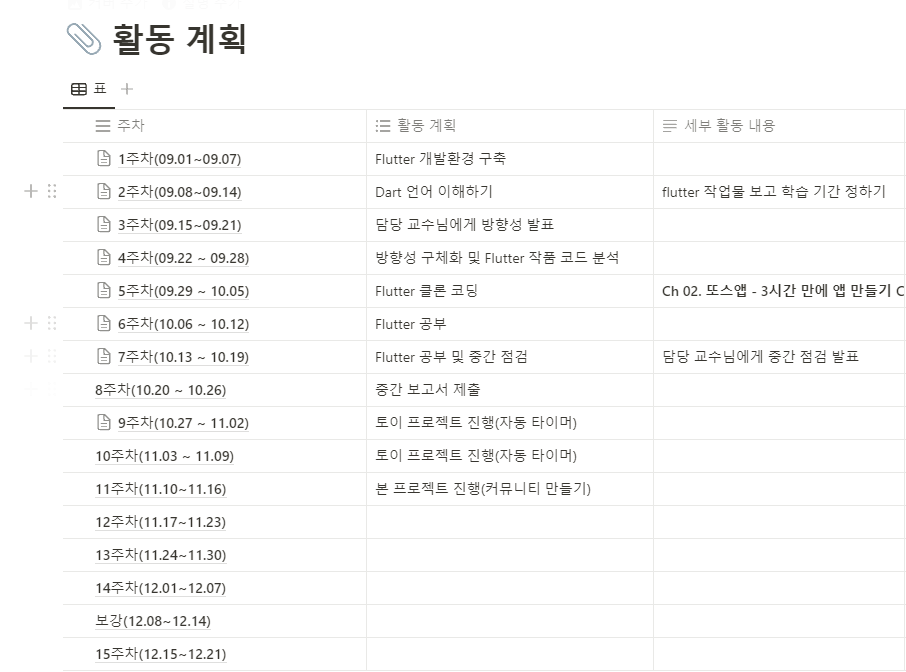 활동 계획
표
주차 활동 계획 세부 활동 내용
1주차(09.01~09.07) Flutter 개발환경 구축
2주차(09.08~09.14) Dart 언어 이해하기 flutter 작업물 보고 학습 기간 정하기
3주차(09.15~09.21) 담당 교수님에게 방향성 발표
4주차(09.22 ~ 09.28) 방향성 구체화 및 Flutter 작품 코드 분석
5주차(09.29 ~ 10.05) Flutter 클론 코딩 Ch 02. 또스앱 - 3시간 만에 앱 만들기 C
6주차(10.06 ~ 10.12) Flutter 공부
7주차(10.13 ~ 10.19) Flutter 공부 및 중간 점검 담당 교수님에게 중간 점검 발표
8주차(10.20 ~ 10.26) 중간 보고서 제출
9주차(10.27 ~ 11.02) 토이 프로젝트 진행(자동 타이머)
10주차(11.03 ~ 11.09) 토이 프로젝트 진행(자동 타이머)
11주차(11.10~11.16) 본 프로젝트 진행(커뮤니티 만들기)
12주차(11.17~11.23)
13주차(11.24~11.30)
14주차(12.01~12.07)
보강(12.08~12.14)
15주차(12.15~12.21)